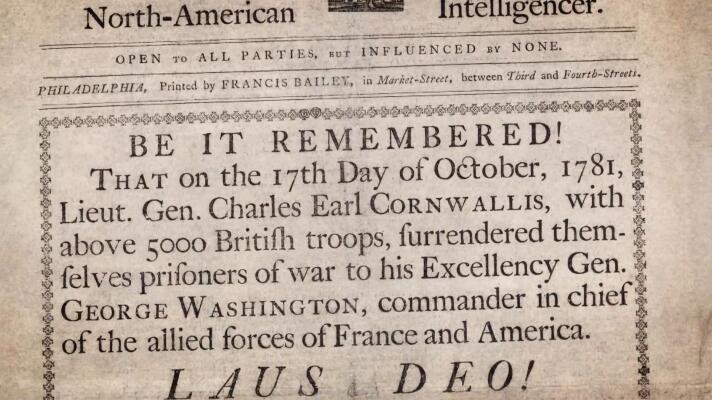 North-American Intelligencer.
OPEN TO ALL PARTIES, BUT INFLUENCED BY NONE.
PHILADELPHIA, Printed by FRANCIS BAILEY, in Market-Street, between Third and Fourth-Streets.
BE IT REMEMBERED!
THAT on the 17th Day of October, 1781,
Lieut. Gen. Charles Earl CORNWALLIS, with
above 5000 Britiſh troops, ſurrendered them-
ſelves priſoners of war to his Excellency Gen.
GEORGE WASHINGTON, commander in chief
of the allied forces of France and America.
LAUS DEO!